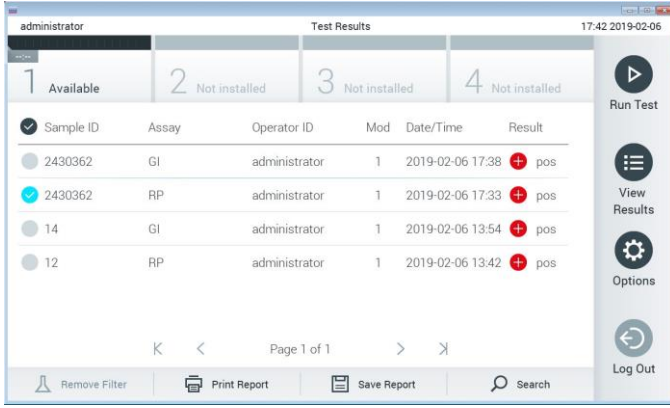 administrator Test Results 17:42 2019-02-06
--:--
1 Available 2 Not installed 3 Not installed 4 Not installed
Run Test
Sample ID Assay Operator ID Mod Date/Time Result
2430362 GI administrator 1 2019-02-06 17:38 pos
2430362 RP administrator 1 2019-02-06 17:33 pos
View
Results
14 GI administrator 1 2019-02-06 13:54 pos
12 RP administrator 1 2019-02-06 13:42 pos
Options
Page 1 of 1
Log Out
Remove Filter Print Report Save Report Search